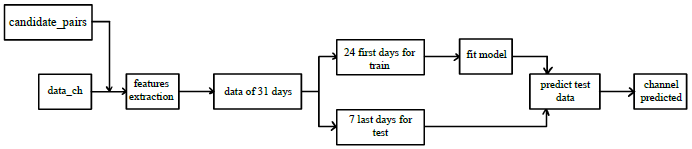 candidate_pairs
data_ch
features
extraction
data of 31 days
24 first days for
train
fit model
7 last days for
test
predict test
data
channel
predicted